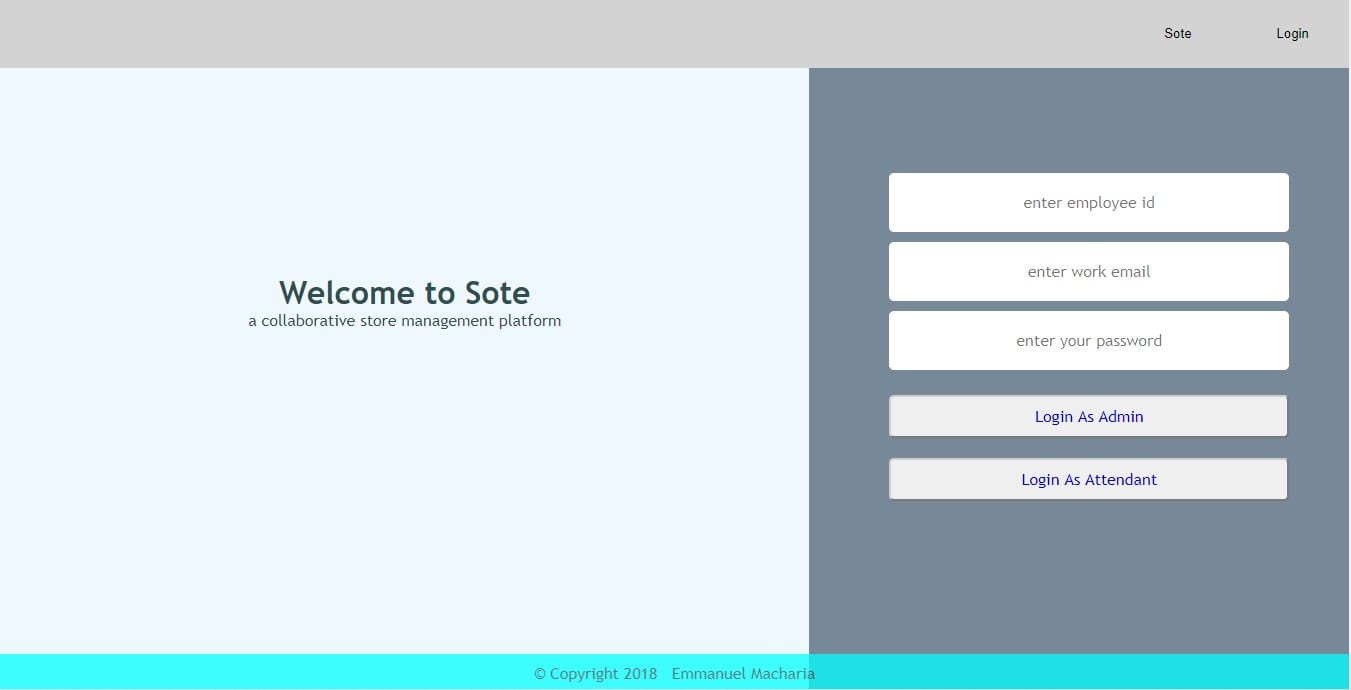 Sote Login
Welcome to Sote
a collaborative store management platform
enter employee id
enter work email
enter your password
Login As Admin
Login As Attendant
© Copyright 2018 Emmanuel Macharia